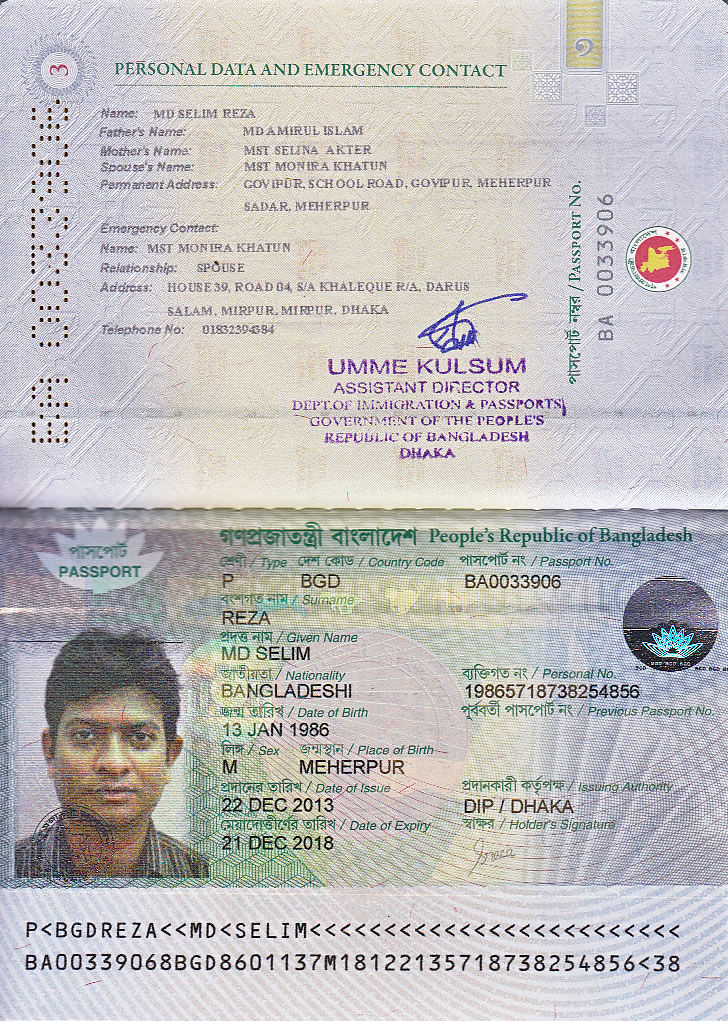 3
১
PERSONAL DATA AND EMERGENCY CONTACT
Name: MD SELIM REZA
Father's Name: MD AMIRUL ISLAM
Mother's Name: MST SELINA AKTER
Spouse's Name: MST MONIRA KHATUN
Permanent Address: GOVIPUR, SCHOOL ROAD, GOVIPUR, MEHERPUR
SADAR, MEHERPUR
Emergency Contact:
Name: MST MONIRA KHATUN
Relationship: SPOUSE
Address: HOUSE 39, ROAD 04, S/A KHALEQUE R/A, DARUS
SALAM, MIRPUR, MIRPUR, DHAKA
Telephone No: 01832394384
পাসপোর্ট নম্বর / PASSPORT No.
BA 0033906
UMME KULSUM
ASSISTANT DIRECTOR
DEPT.OF IMMIGRATION & PASSPORTS
GOVERNMENT OF THE PEOPLE'S
REPUBLIC OF BANGLADESH
DHAKA
পাসপোর্ট
PASSPORT
গণপ্রজাতন্ত্রী বাংলাদেশ People's Republic of Bangladesh
শ্রেণী / Type দেশ কোড / Country Code পাসপোর্ট নং / Passport No.
P BGD BA0033906
বংশগত নাম / Surname
REZA
প্রদত্ত নাম / Given Name
MD SELIM
জাতীয়তা / Nationality ব্যক্তিগত নং / Personal No.
BANGLADESHI 19865718738254856
জন্ম তারিখ / Date of Birth পূর্ববর্তী পাসপোর্ট নং / Previous Passport No.
13 JAN 1986
লিঙ্গ / Sex জন্মস্থান / Place of Birth
M MEHERPUR
প্রদানের তারিখ / Date of Issue প্রদানকারী কর্তৃপক্ষ / Issuing Authority
22 DEC 2013 DIP / DHAKA
মেয়াদোত্তীর্ণের তারিখ / Date of Expiry স্বাক্ষর / Holder's Signature
21 DEC 2018
P<BGDREZA<<MD<SELIM<<<<<<<<<<<<<<<<<<<<<<<<<
BA00339068BGD8601137M18122135718738254856<38